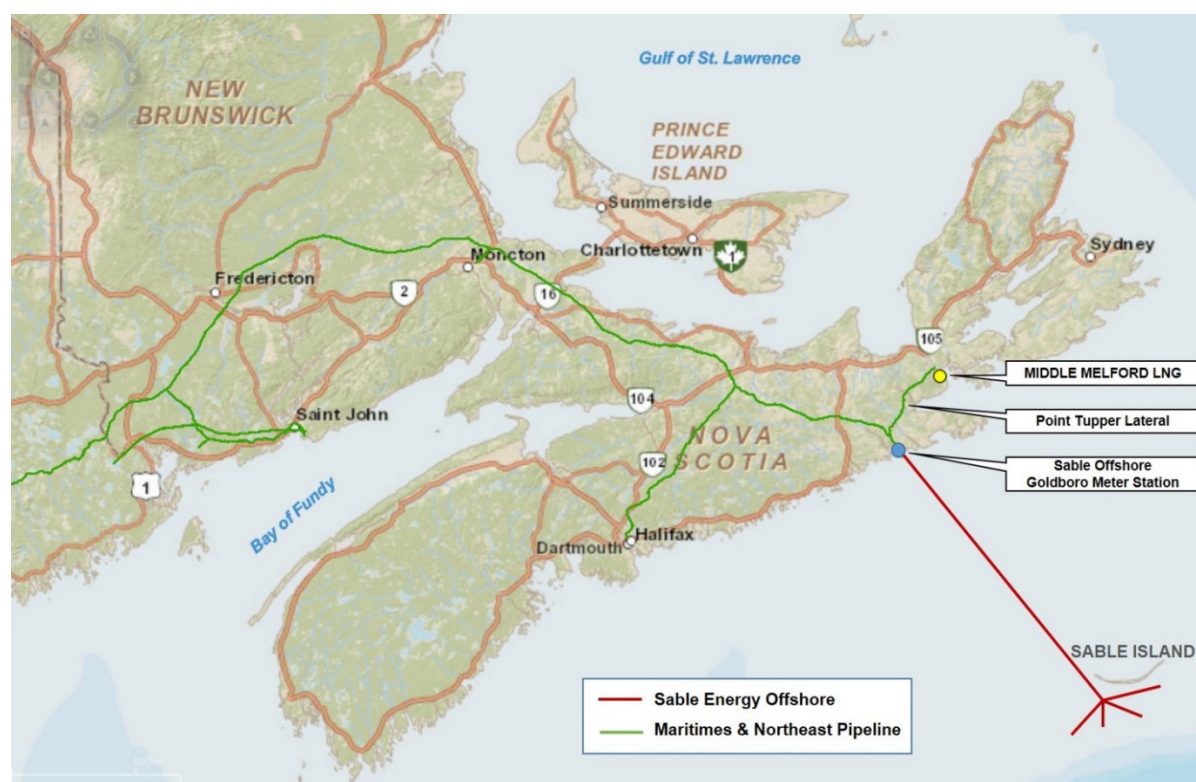 Gulf of St. Lawrence
NEW
BRUNSWICK
PRINCE
EDWARD
ISLAND
Summerside
Charlottetown
1
Sydney
Moncton
Fredericton
2
16
105
MIDDLE MELFORD LNG
104
Point Tupper Lateral
Saint John
NOVA
SCOTIA
102
Sable Offshore
Goldboro Meter Station
1
Bay of Fundy
Halifax
Dartmouth
SABLE ISLAND
Sable Energy Offshore
Maritimes & Northeast Pipeline